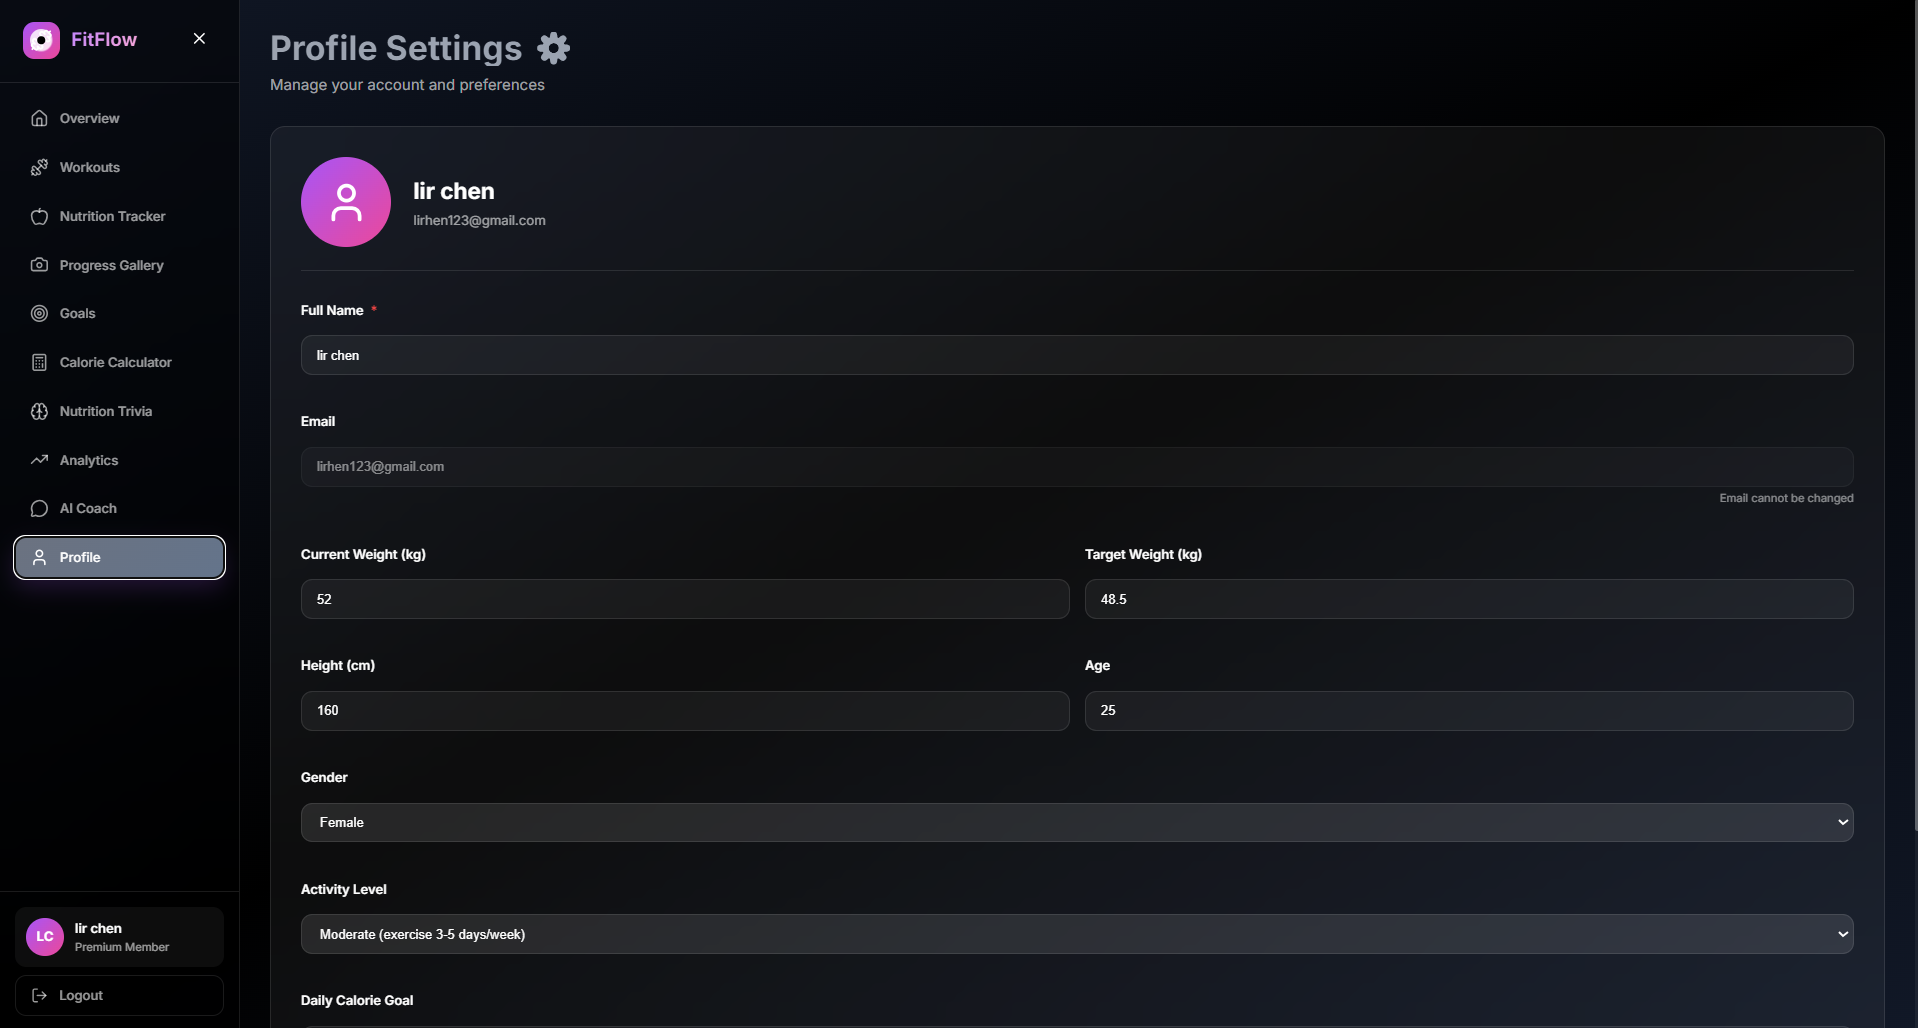 FitFlow
Overview
Workouts
Nutrition Tracker
Progress Gallery
Goals
Calorie Calculator
Nutrition Trivia
Analytics
AI Coach
Profile
LC
lir chen
Premium Member
Logout
Profile Settings
Manage your account and preferences
lir chen
lirhen123@gmail.com
Full Name *
lir chen
Email
lirhen123@gmail.com
Email cannot be changed
Current Weight (kg)
52
Target Weight (kg)
48.5
Height (cm)
160
Age
25
Gender
Female
Activity Level
Moderate (exercise 3-5 days/week)
Daily Calorie Goal